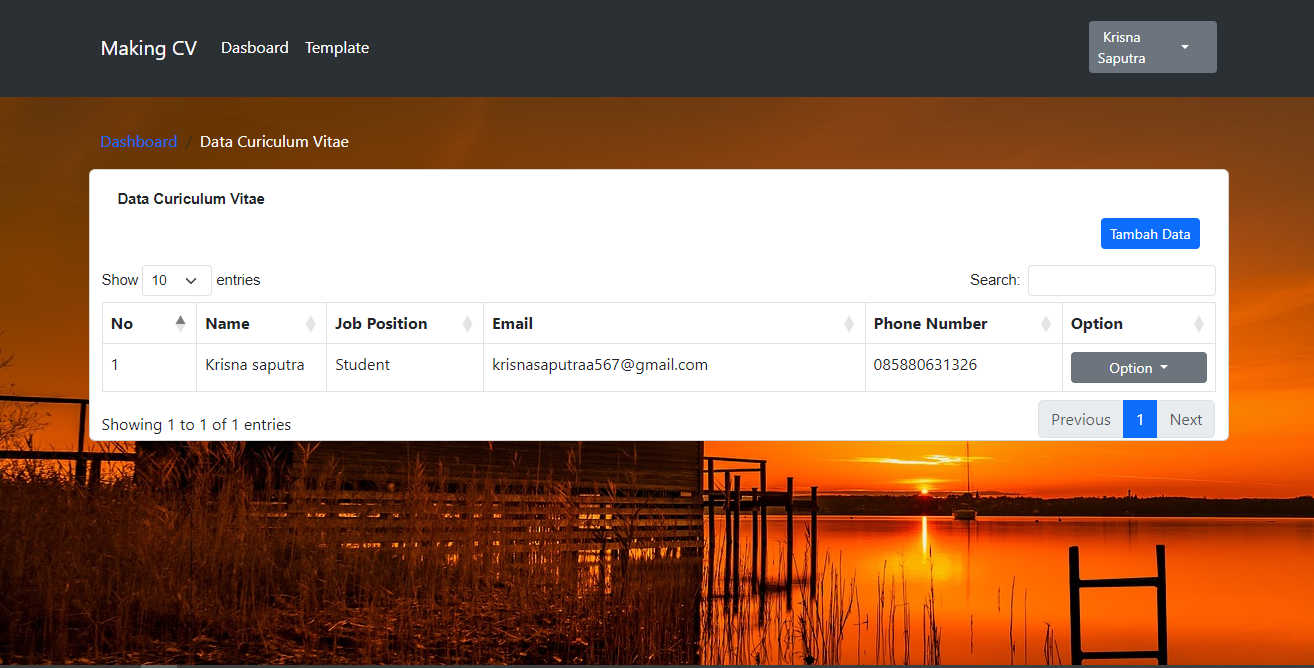 Making CV Dasboard Template
Krisna
Saputra
Dashboard / Data Curiculum Vitae
Data Curiculum Vitae
Tambah Data
Show 10 entries
Search:
No Name Job Position Email Phone Number Option
1 Krisna saputra Student krisnasaputraa567@gmail.com 085880631326 Option
Showing 1 to 1 of 1 entries
Previous 1 Next